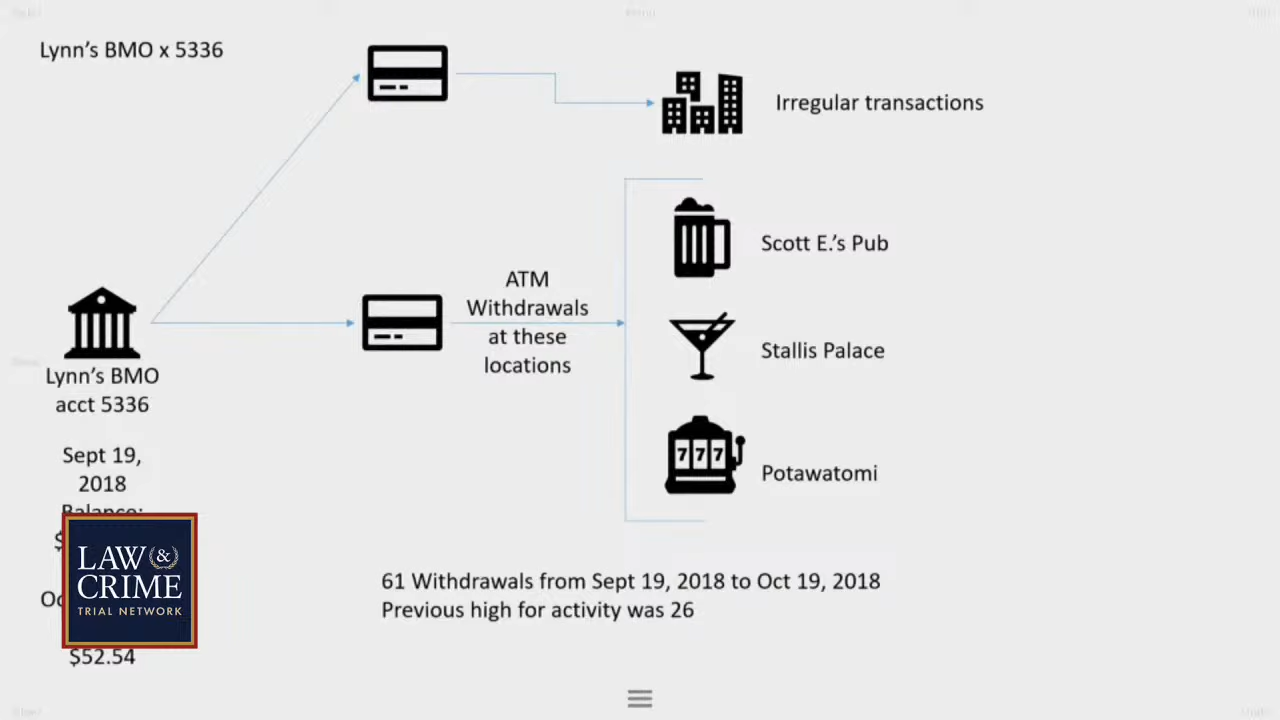 Lynn's BMO x 5336
Irregular transactions
Scott E.'s Pub
ATM
Withdrawals
at these
locations
Stallis Palace
Lynn's BMO
acct 5336
Potawatomi
Sept 19,
2018
Balance:
$
LAW &
CRIME
TRIAL NETWORK
61 Withdrawals from Sept 19, 2018 to Oct 19, 2018
Previous high for activity was 26
$52.54
777